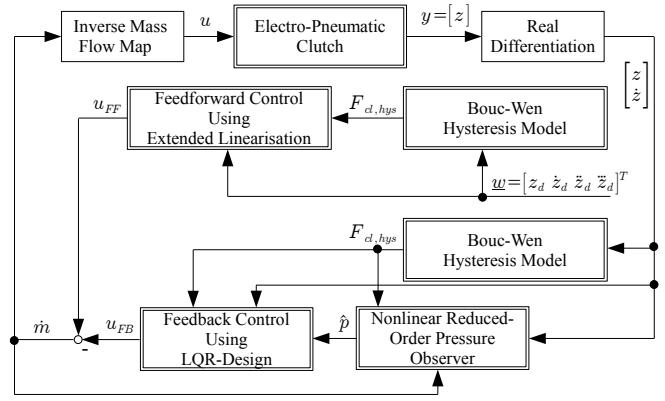 Inverse Mass
Flow Map
u
Electro-Pneumatic
Clutch
y=[z]
Real
Differentiation
[z
ż]
u_FF
Feedforward Control
Using
Extended Linearisation
F_cl,hys
Bouc-Wen
Hysteresis Model
w=[z_d ż_d z̈_d z⃛_d]^T
F_cl,hys
Bouc-Wen
Hysteresis Model
ṁ
-
u_FB
Feedback Control
Using
LQR-Design
p̂
Nonlinear Reduced-
Order Pressure
Observer